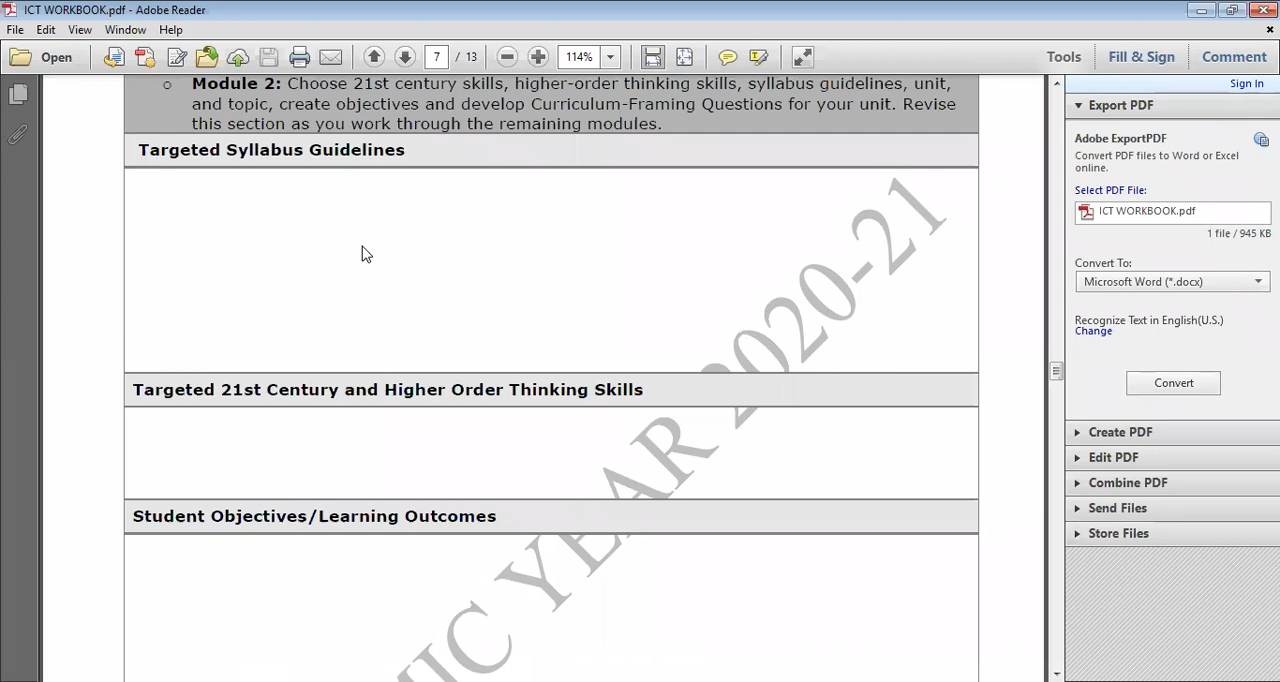 ICT WORKBOOK.pdf - Adobe Reader
File Edit View Window Help
Open 7 / 13 114% Tools Fill & Sign Comment
Sign In
Module 2: Choose 21st century skills, higher-order thinking skills, syllabus guidelines, unit,
and topic, create objectives and develop Curriculum-Framing Questions for your unit. Revise
this section as you work through the remaining modules.
Targeted Syllabus Guidelines
Targeted 21st Century and Higher Order Thinking Skills
Student Objectives/Learning Outcomes
MIC YEAR 2020-21
Export PDF
Adobe ExportPDF
Convert PDF files to Word or Excel
online.
Select PDF File:
ICT WORKBOOK.pdf
1 file / 945 KB
Convert To:
Microsoft Word (*.docx)
Recognize Text in English(U.S.)
Change
Convert
Create PDF
Edit PDF
Combine PDF
Send Files
Store Files